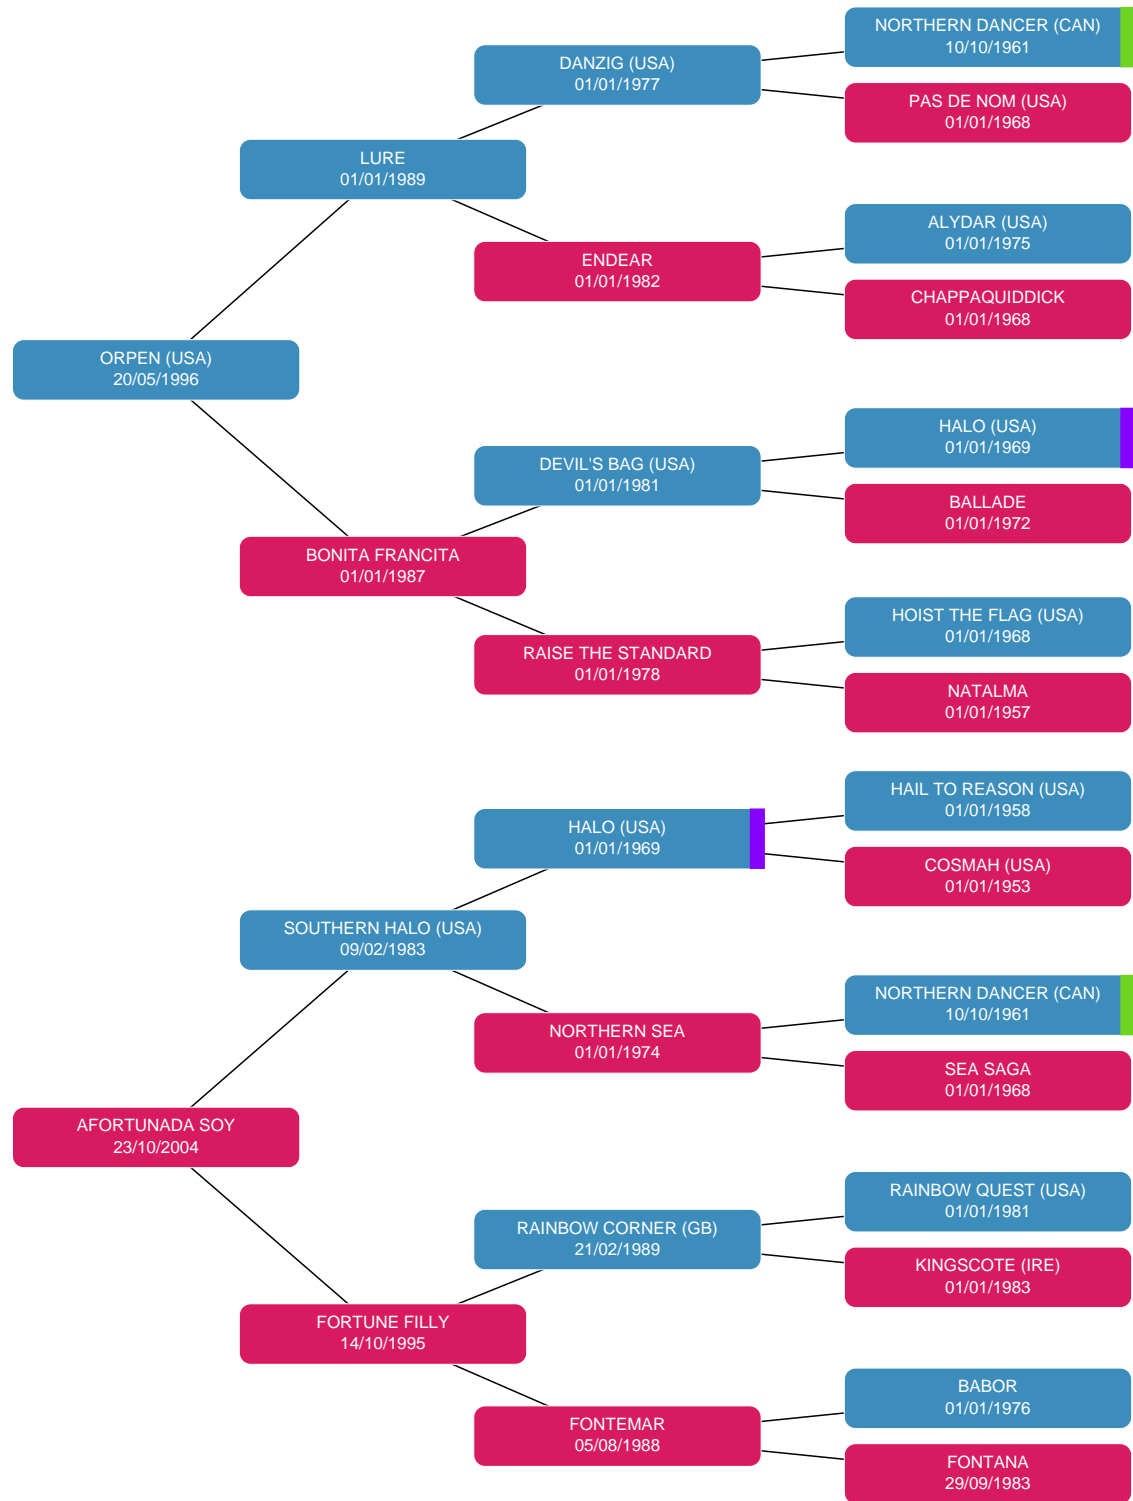 NORTHERN DANCER (CAN)
10/10/1961
DANZIG (USA)
01/01/1977
PAS DE NOM (USA)
01/01/1968
LURE
01/01/1989
ALYDAR (USA)
01/01/1975
ENDEAR
01/01/1982
CHAPPAQUIDDICK
01/01/1968
ORPEN (USA)
20/05/1996
HALO (USA)
01/01/1969
DEVIL'S BAG (USA)
01/01/1981
BALLADE
01/01/1972
BONITA FRANCITA
01/01/1987
HOIST THE FLAG (USA)
01/01/1968
RAISE THE STANDARD
01/01/1978
NATALMA
01/01/1957
HAIL TO REASON (USA)
01/01/1958
HALO (USA)
01/01/1969
COSMAH (USA)
01/01/1953
SOUTHERN HALO (USA)
09/02/1983
NORTHERN DANCER (CAN)
10/10/1961
NORTHERN SEA
01/01/1974
SEA SAGA
01/01/1968
AFORTUNADA SOY
23/10/2004
RAINBOW QUEST (USA)
01/01/1981
RAINBOW CORNER (GB)
21/02/1989
KINGSCOTE (IRE)
01/01/1983
FORTUNE FILLY
14/10/1995
BABOR
01/01/1976
FONTEMAR
05/08/1988
FONTANA
29/09/1983